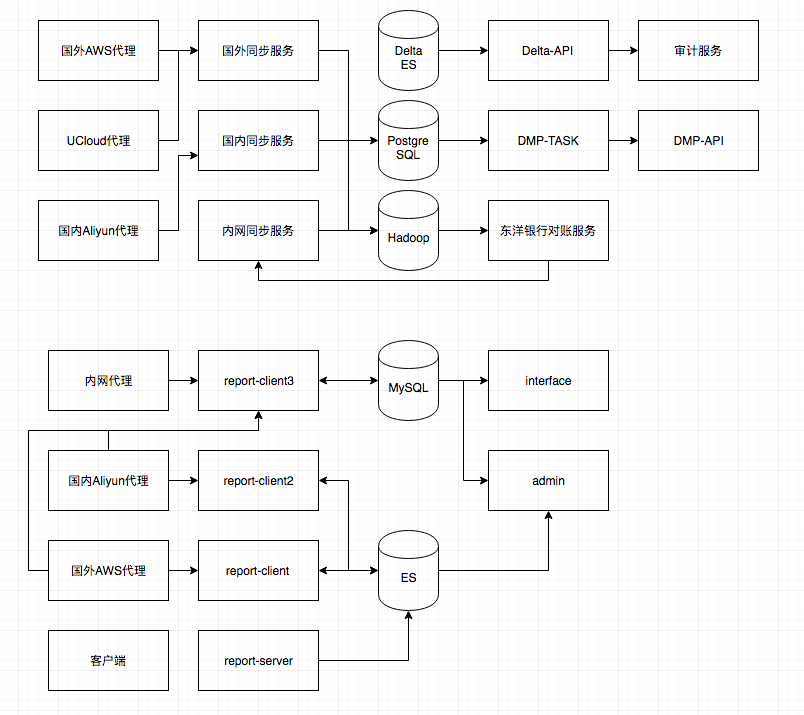 国外AWS代理
国外同步服务
Delta
ES
Delta-API
审计服务
UCloud代理
国内同步服务
Postgre
SQL
DMP-TASK
DMP-API
国内Aliyun代理
内网同步服务
Hadoop
东洋银行对账服务
内网代理
report-client3
MySQL
interface
国内Aliyun代理
report-client2
admin
国外AWS代理
report-client
ES
客户端
report-server